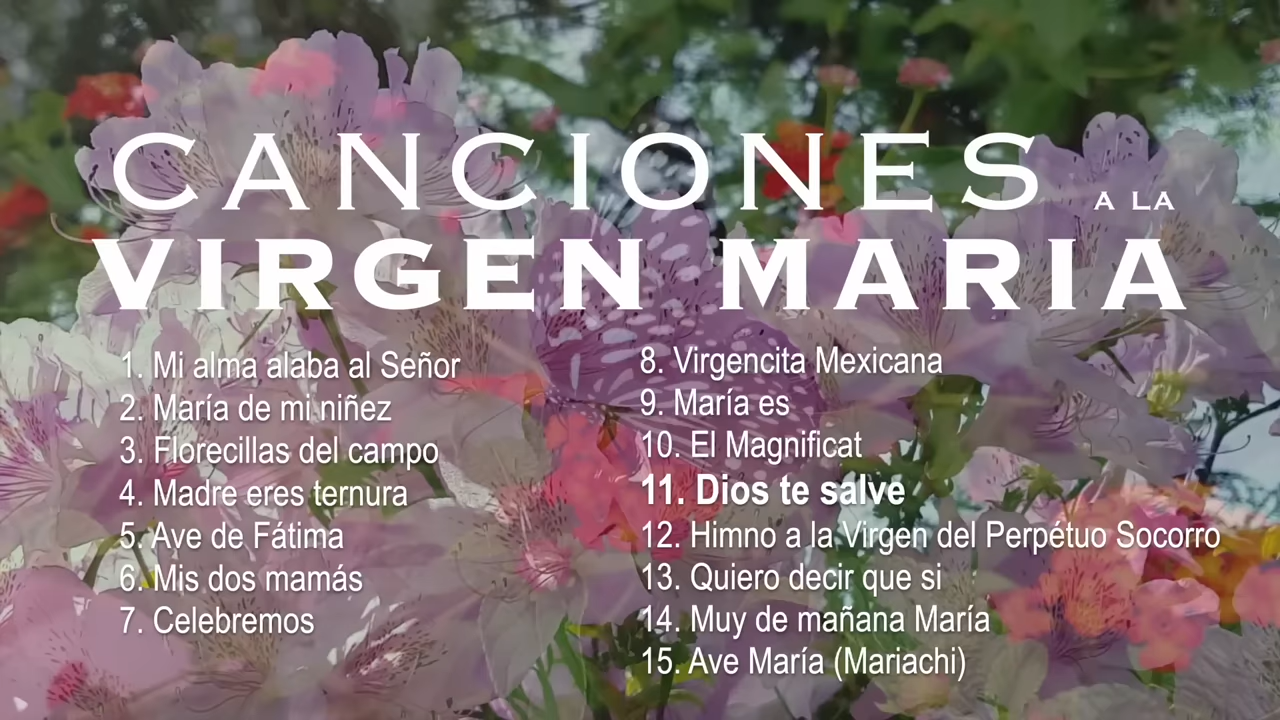 CANCIONES A LA
VIRGEN MARIA
1. Mi alma alaba al Señor
2. María de mi niñez
3. Florecillas del campo
4. Madre eres ternura
5. Ave de Fátima
6. Mis dos mamás
7. Celebremos
8. Virgencita Mexicana
9. María es
10. El Magnificat
11. Dios te salve
12. Himno a la Virgen del Perpétuo Socorro
13. Quiero decir que si
14. Muy de mañana María
15. Ave María (Mariachi)